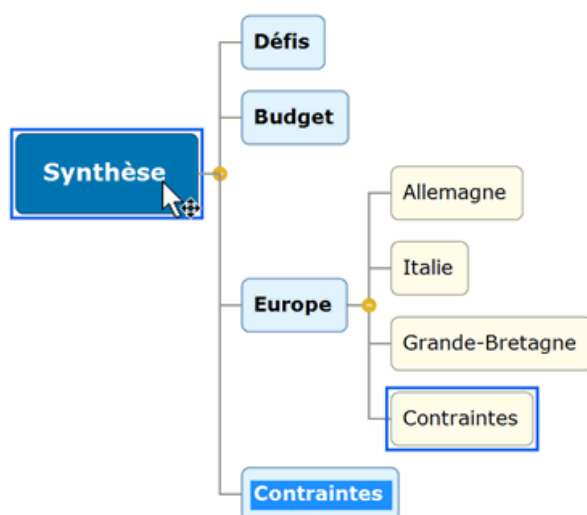 Défis
Budget
Synthèse
Allemagne
Italie
Europe
Grande-Bretagne
Contraintes
Contraintes